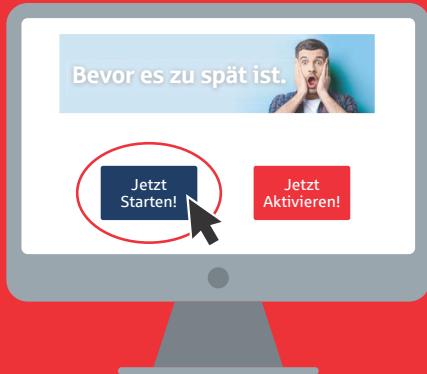 Bevor es zu spät ist.
Jetzt
Starten!
Jetzt
Aktivieren!